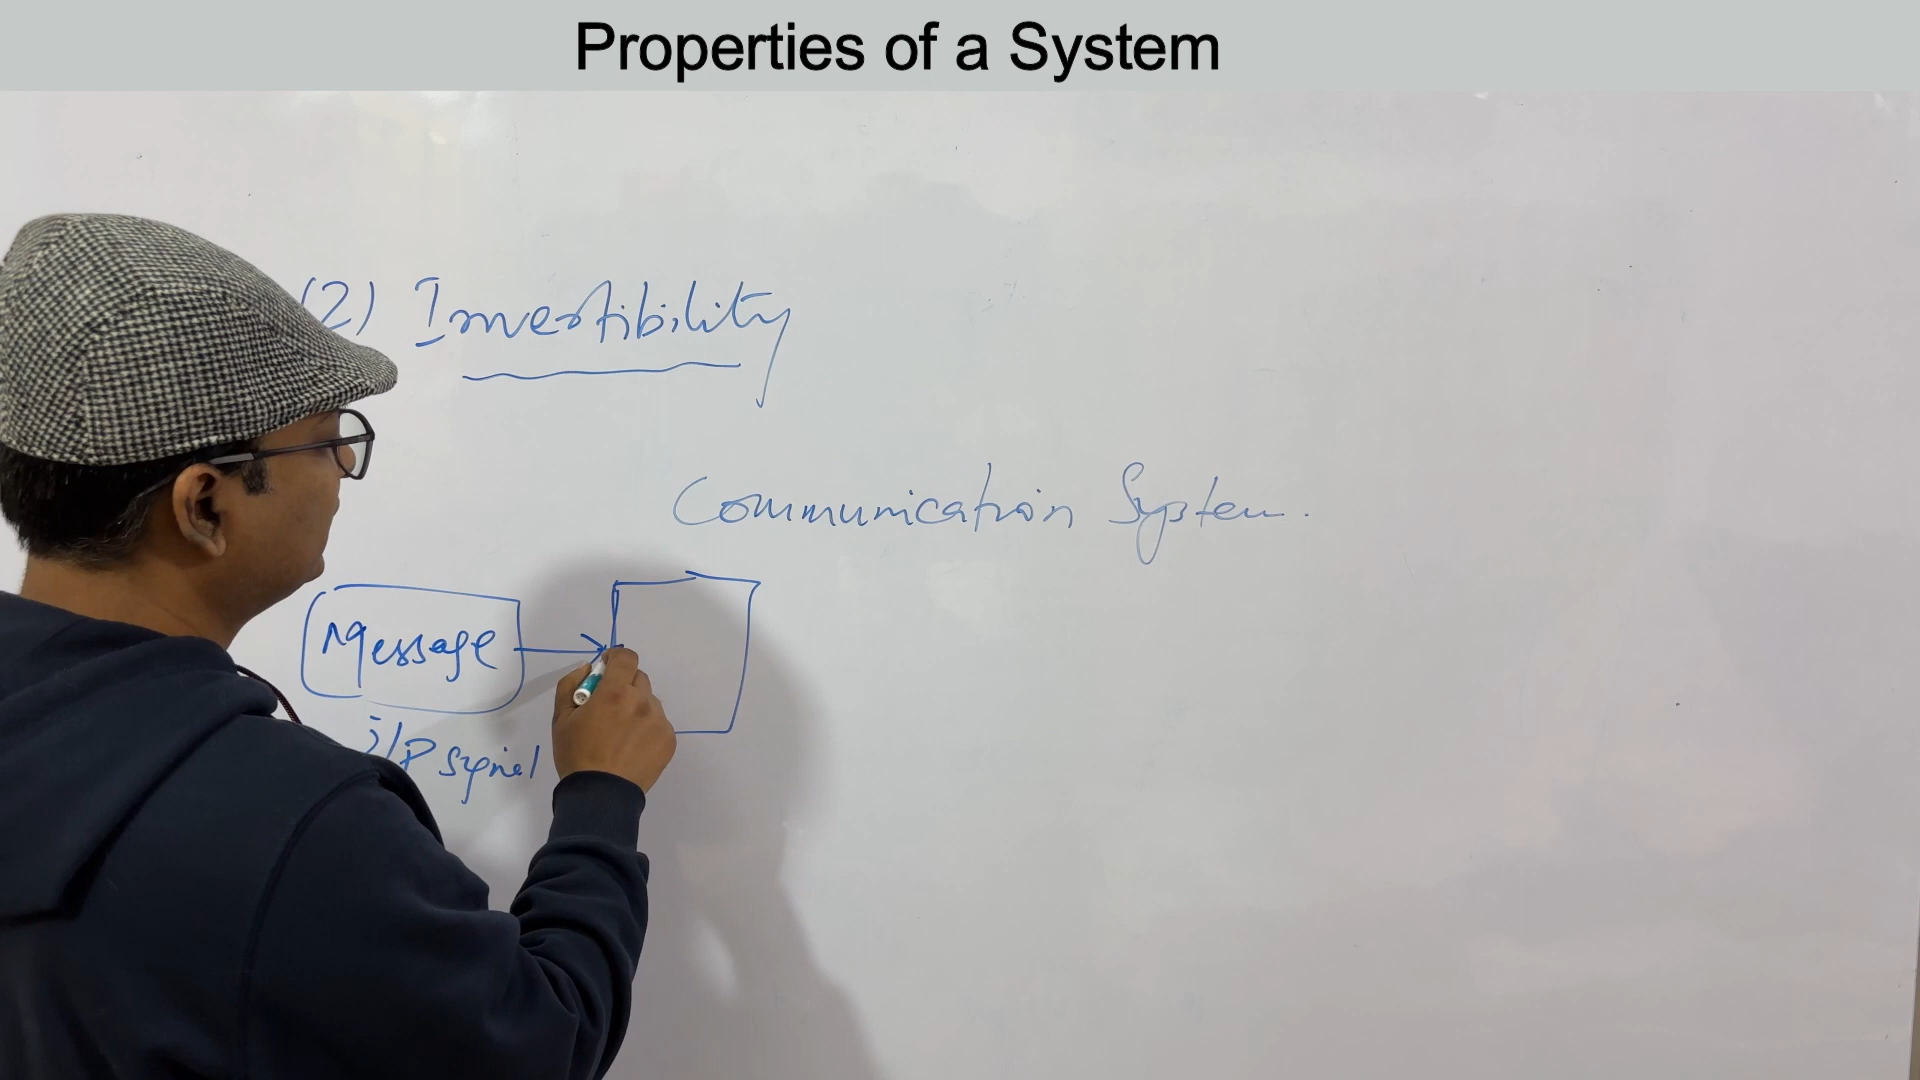 Properties of a System
(2) Invertibility
Communication System.
Message
i/P signal